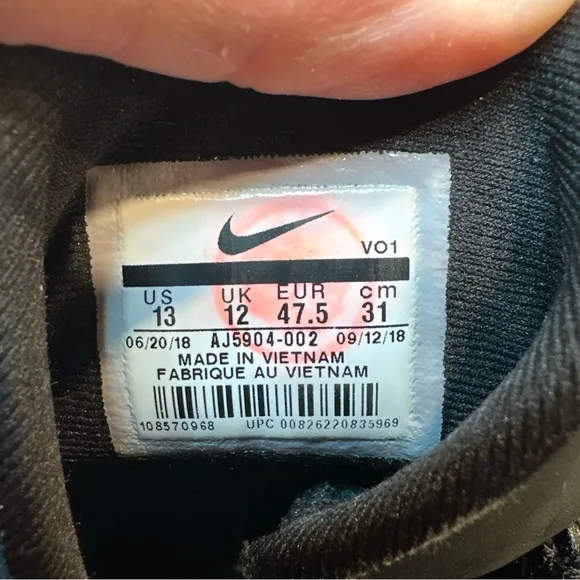 VO1
US UK EUR cm
13 12 47.5 31
06/20/18 AJ5904-002 09/12/18
MADE IN VIETNAM
FABRIQUE AU VIETNAM
108570968 UPC 00826220835969